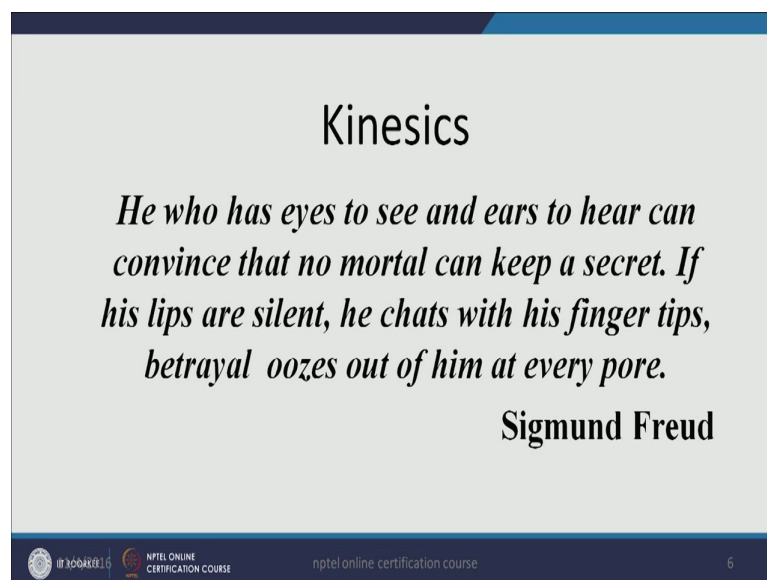 Kinesics
He who has eyes to see and ears to hear can
convince that no mortal can keep a secret. If
his lips are silent, he chats with his finger tips,
betrayal oozes out of him at every pore.
Sigmund Freud
NPTEL ONLINE
CERTIFICATION COURSE
nptel online certification course
6